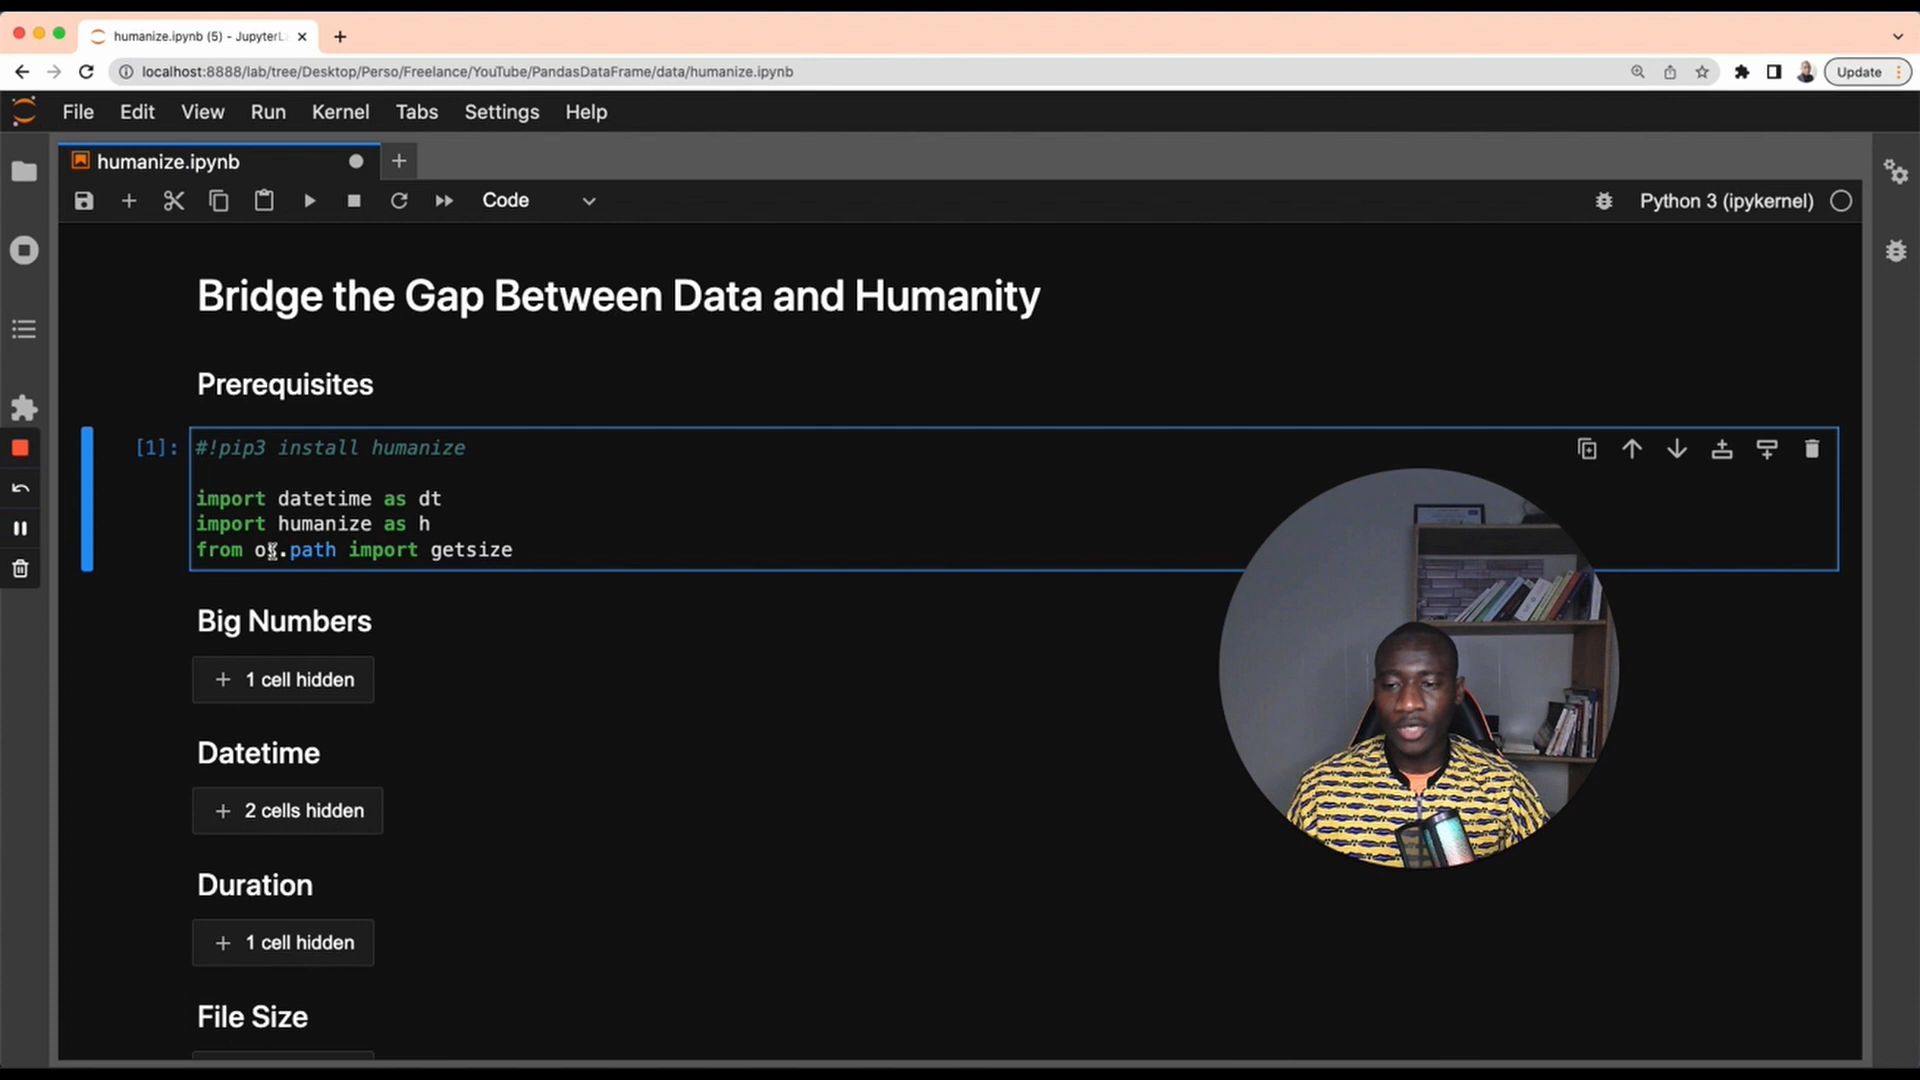 humanize.ipynb (5) - JupyterL
localhost:8888/lab/tree/Desktop/Perso/Freelance/YouTube/PandasDataFrame/data/humanize.ipynb
Update
File Edit View Run Kernel Tabs Settings Help
humanize.ipynb
Code
Python 3 (ipykernel)
Bridge the Gap Between Data and Humanity
Prerequisites
[1]:
#!pip3 install humanize
import datetime as dt
import humanize as h
from os.path import getsize
Big Numbers
1 cell hidden
Datetime
2 cells hidden
Duration
1 cell hidden
File Size